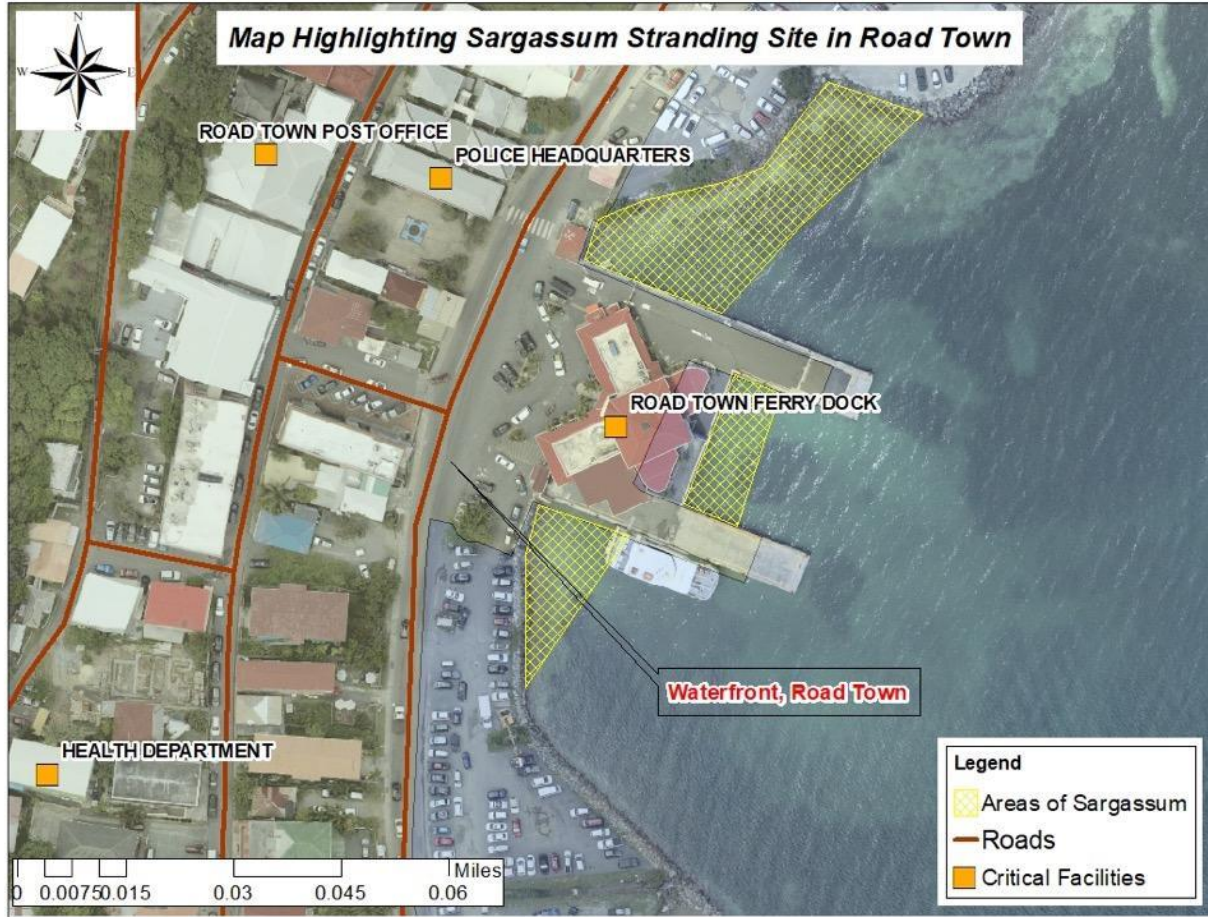 Map Highlighting Sargassum Stranding Site in Road Town
N
W
E
S
ROAD TOWN POST OFFICE
POLICE HEADQUARTERS
ROAD TOWN FERRY DOCK
Waterfront, Road Town
HEALTH DEPARTMENT
Legend
Areas of Sargassum
Roads
Critical Facilities
Miles
0 0.0075 0.015 0.03 0.045 0.06